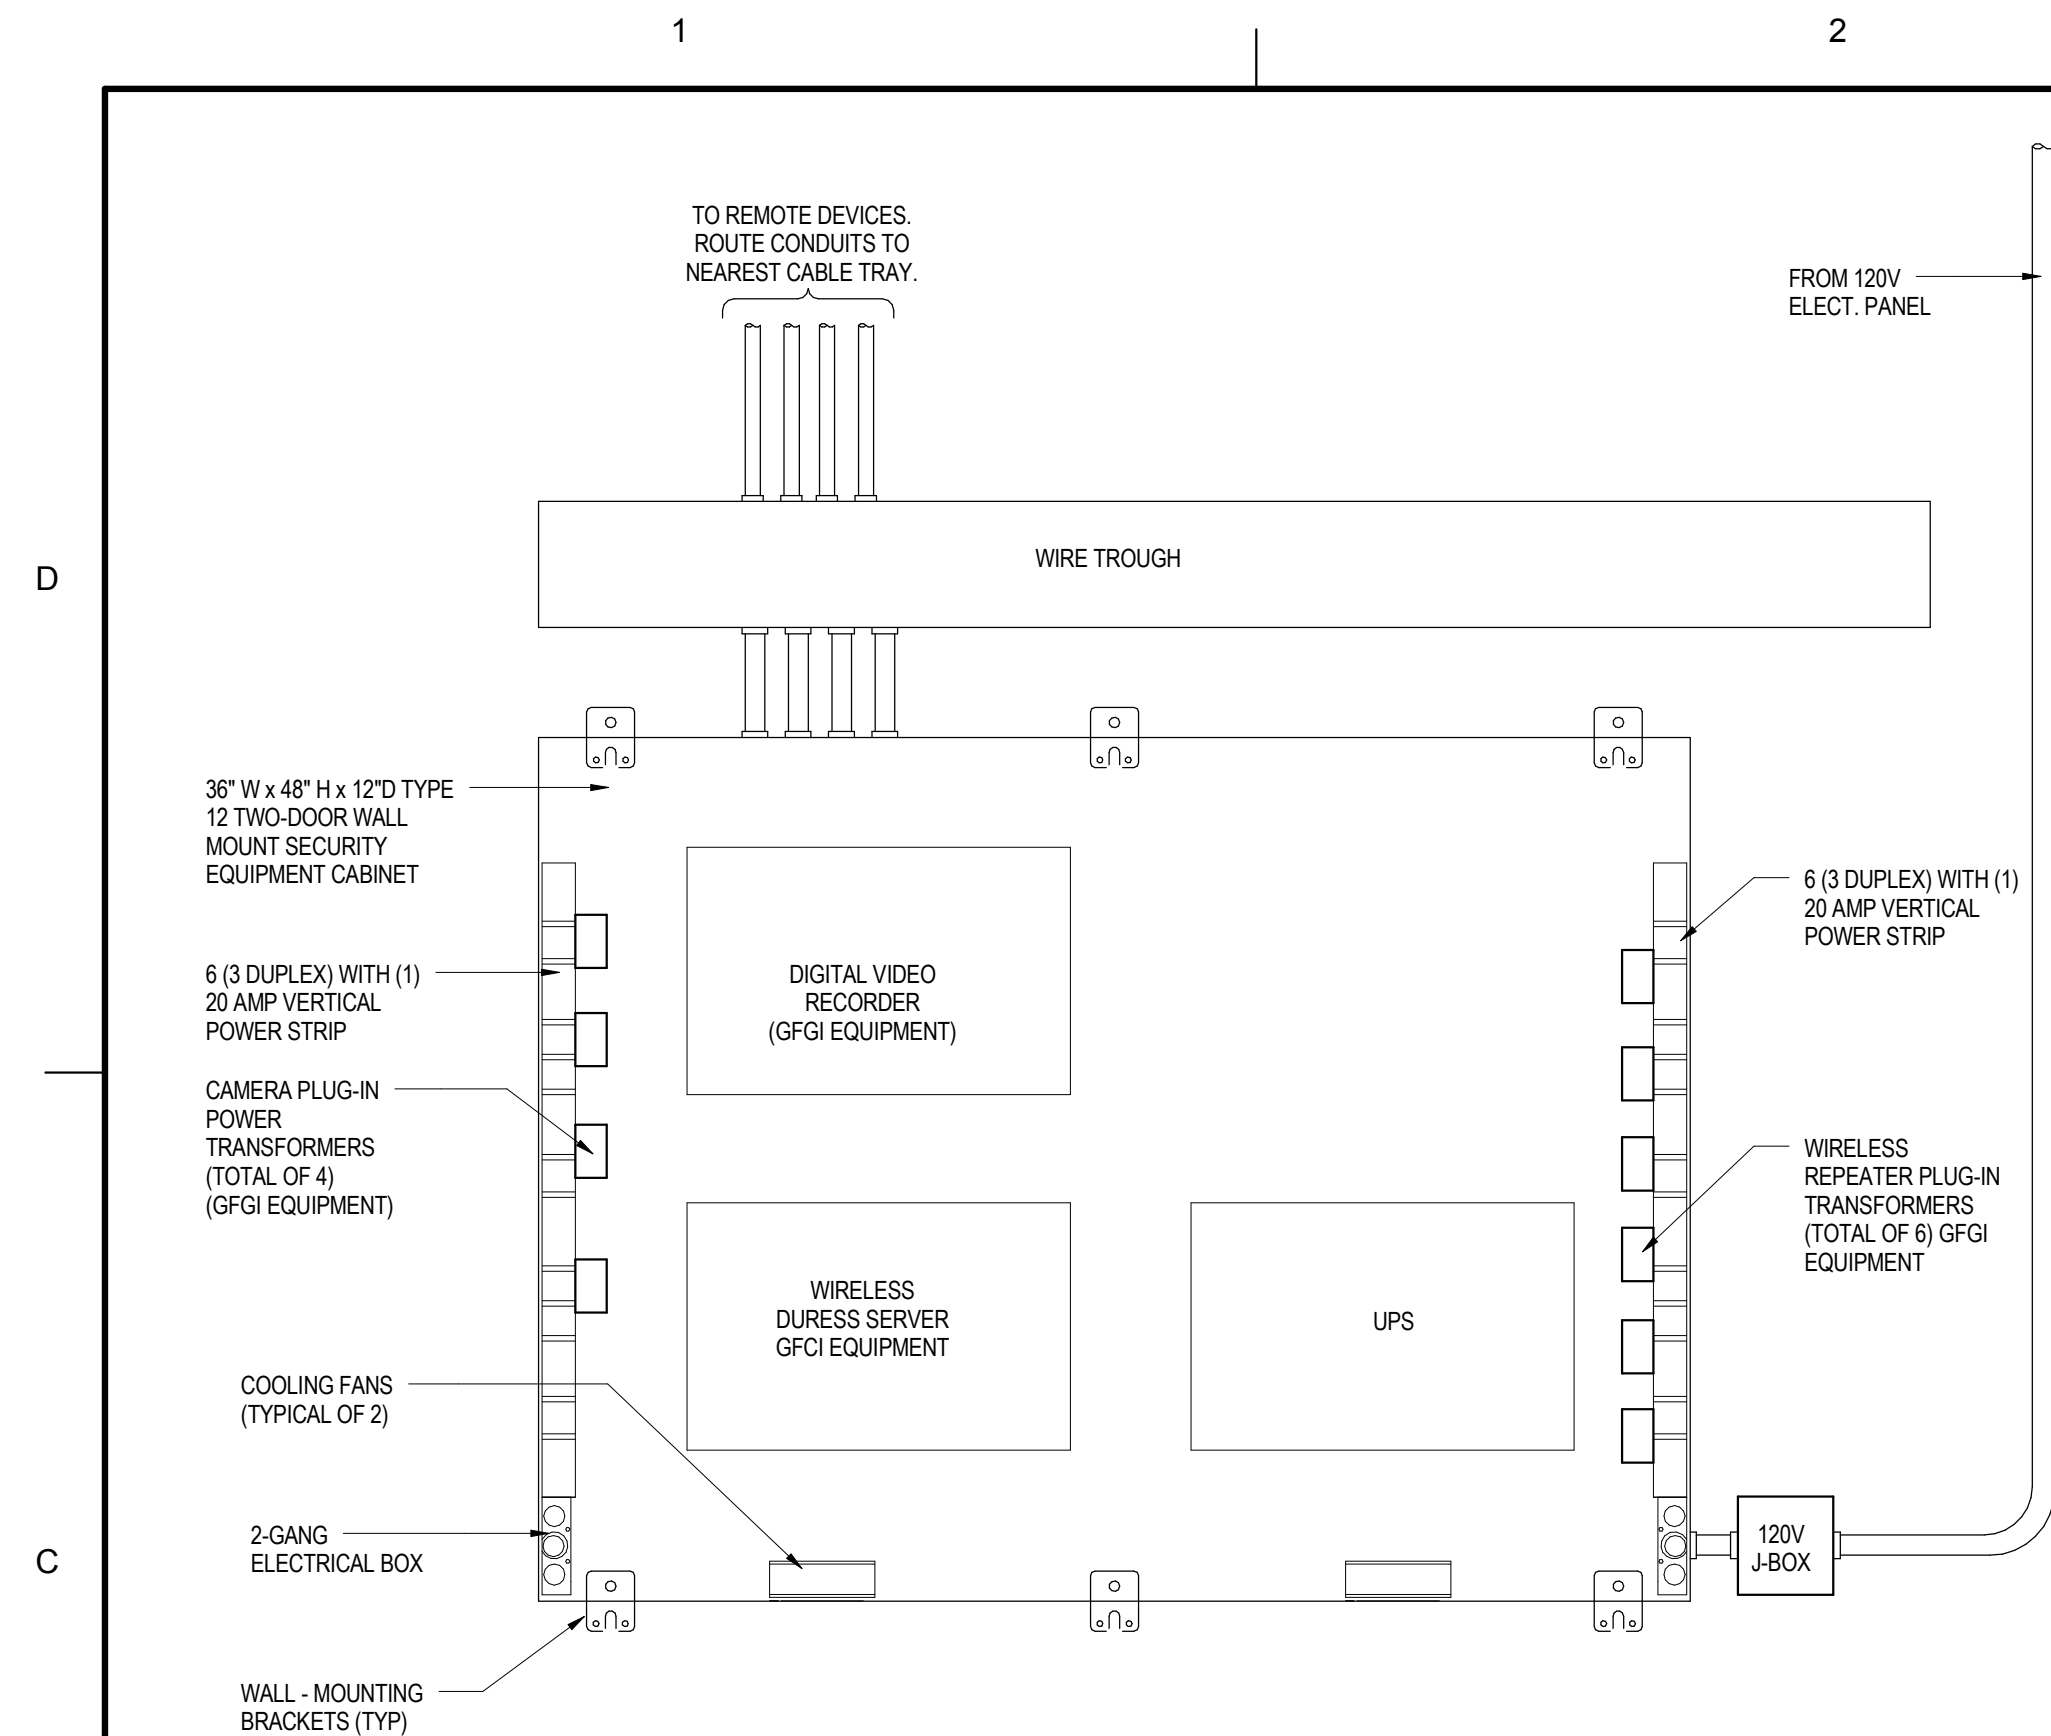 1
2
TO REMOTE DEVICES.
ROUTE CONDUITS TO
NEAREST CABLE TRAY.
FROM 120V
ELECT. PANEL
WIRE TROUGH
D
36" W x 48" H x 12"D TYPE
12 TWO-DOOR WALL
MOUNT SECURITY
EQUIPMENT CABINET
6 (3 DUPLEX) WITH (1)
20 AMP VERTICAL
POWER STRIP
6 (3 DUPLEX) WITH (1)
20 AMP VERTICAL
POWER STRIP
DIGITAL VIDEO
RECORDER
(GFGI EQUIPMENT)
CAMERA PLUG-IN
POWER
TRANSFORMERS
(TOTAL OF 4)
(GFGI EQUIPMENT)
WIRELESS
REPEATER PLUG-IN
TRANSFORMERS
(TOTAL OF 6) GFGI
EQUIPMENT
WIRELESS
DURESS SERVER
GFCI EQUIPMENT
UPS
COOLING FANS
(TYPICAL OF 2)
2-GANG
ELECTRICAL BOX
120V
J-BOX
C
WALL - MOUNTING
BRACKETS (TYP)